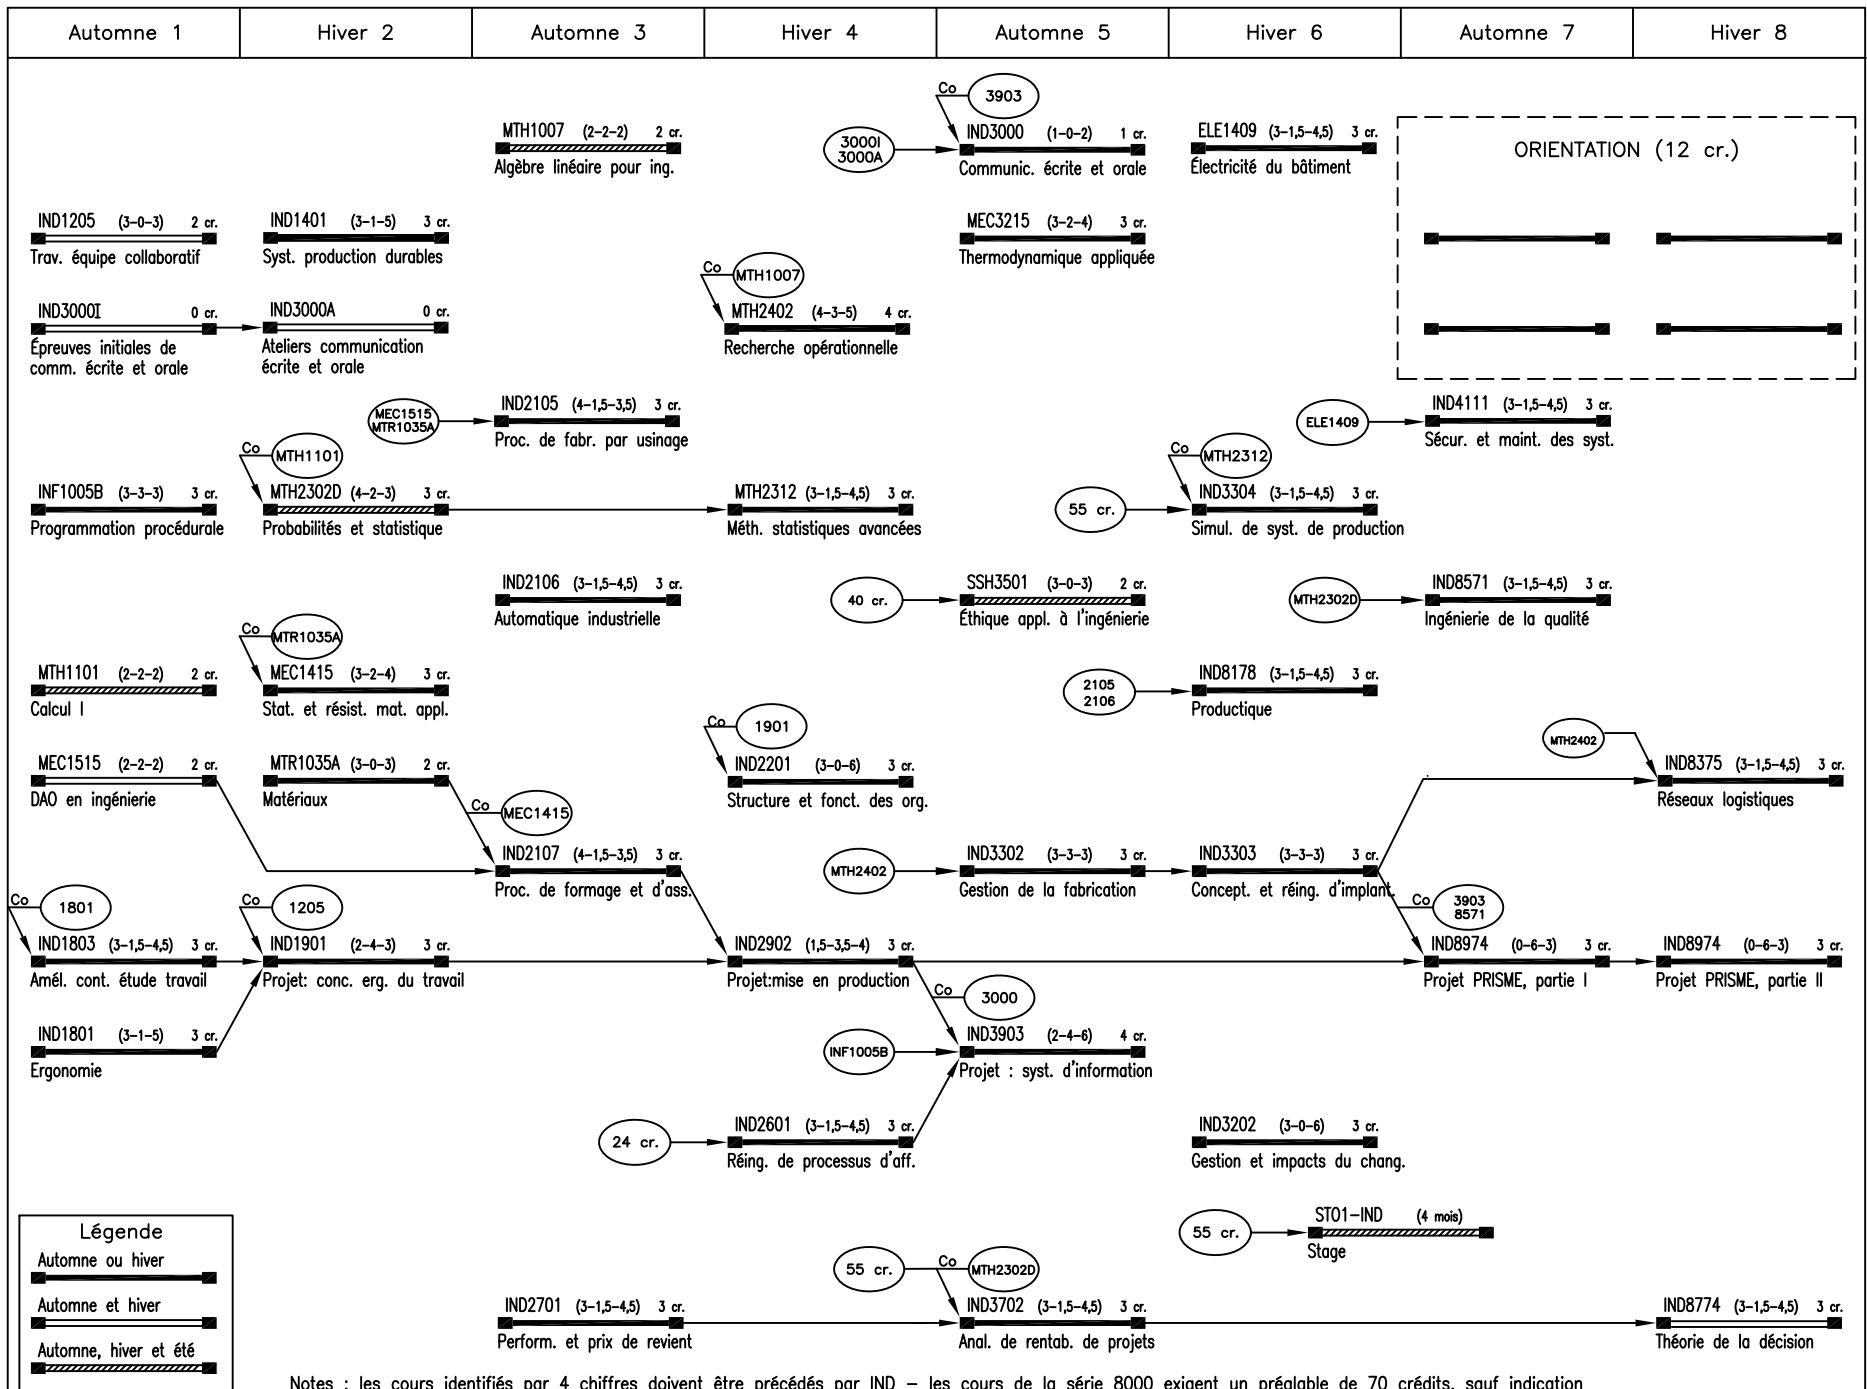 Automne 1
Hiver 2
Automne 3
Hiver 4
Automne 5
Hiver 6
Automne 7
Hiver 8
Co
3903
MTH1007 (2-2-2) 2 cr.
Algèbre linéaire pour ing.
3000I
3000A
IND3000 (1-0-2) 1 cr.
Communic. écrite et orale
ELE1409 (3-1,5-4,5) 3 cr.
Électricité du bâtiment
ORIENTATION (12 cr.)
IND1205 (3-0-3) 2 cr.
Trav. équipe collaboratif
IND1401 (3-1-5) 3 cr.
Syst. production durables
MEC3215 (3-2-4) 3 cr.
Thermodynamique appliquée
Co
MTH1007
IND3000I 0 cr.
Épreuves initiales de
comm. écrite et orale
IND3000A 0 cr.
Ateliers communication
écrite et orale
MTH2402 (4-3-5) 4 cr.
Recherche opérationnelle
MEC1515
MTR1035A
IND2105 (4-1,5-3,5) 3 cr.
Proc. de fabr. par usinage
ELE1409
IND4111 (3-1,5-4,5) 3 cr.
Sécur. et maint. des syst.
Co
MTH1101
Co
MTH2312
INF1005B (3-3-3) 3 cr.
Programmation procédurale
MTH2302D (4-2-3) 3 cr.
Probabilités et statistique
MTH2312 (3-1,5-4,5) 3 cr.
Méth. statistiques avancées
55 cr.
IND3304 (3-1,5-4,5) 3 cr.
Simul. de syst. de production
IND2106 (3-1,5-4,5) 3 cr.
Automatique industrielle
40 cr.
SSH3501 (3-0-3) 2 cr.
Éthique appl. à l'ingénierie
MTH2302D
IND8571 (3-1,5-4,5) 3 cr.
Ingénierie de la qualité
Co
MTR1035A
MTH1101 (2-2-2) 2 cr.
Calcul I
MEC1415 (3-2-4) 3 cr.
Stat. et résist. mat. appl.
2105
2106
IND8178 (3-1,5-4,5) 3 cr.
Productique
Co
1901
MTH2402
MEC1515 (2-2-2) 2 cr.
DAO en ingénierie
MTR1035A (3-0-3) 2 cr.
Matériaux
IND2201 (3-0-6) 3 cr.
Structure et fonct. des org.
IND8375 (3-1,5-4,5) 3 cr.
Réseaux logistiques
Co
MEC1415
IND2107 (4-1,5-3,5) 3 cr.
Proc. de formage et d'ass.
MTH2402
IND3302 (3-3-3) 3 cr.
Gestion de la fabrication
IND3303 (3-3-3) 3 cr.
Concept. et réing. d'implant.
Co
1801
Co
1205
Co
3903
8571
IND1803 (3-1,5-4,5) 3 cr.
Amél. cont. étude travail
IND1901 (2-4-3) 3 cr.
Projet: conc. erg. du travail
IND2902 (1,5-3,5-4) 3 cr.
Projet:mise en production
IND8974 (0-6-3) 3 cr.
Projet PRISME, partie I
IND8974 (0-6-3) 3 cr.
Projet PRISME, partie II
Co
3000
IND1801 (3-1-5) 3 cr.
Ergonomie
INF1005B
IND3903 (2-4-6) 4 cr.
Projet : syst. d'information
24 cr.
IND2601 (3-1,5-4,5) 3 cr.
Réing. de processus d'aff.
IND3202 (3-0-6) 3 cr.
Gestion et impacts du chang.
55 cr.
ST01-IND (4 mois)
Stage
Légende
Automne ou hiver
Automne et hiver
Automne, hiver et été
55 cr.
Co
MTH2302D
IND2701 (3-1,5-4,5) 3 cr.
Perform. et prix de revient
IND3702 (3-1,5-4,5) 3 cr.
Anal. de rentab. de projets
IND8774 (3-1,5-4,5) 3 cr.
Théorie de la décision
Notes : les cours identifiés par 4 chiffres doivent être précédés par IND – les cours de la série 8000 exigent un préalable de 70 crédits, sauf indication